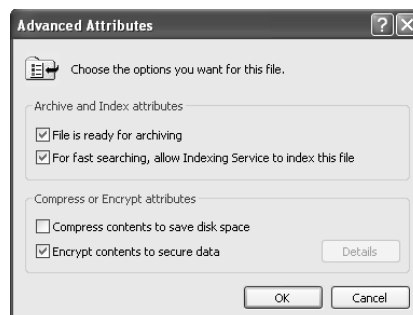 Advanced Attributes
Choose the options you want for this file.
Archive and Index attributes
File is ready for archiving
For fast searching, allow Indexing Service to index this file
Compress or Encrypt attributes
Compress contents to save disk space
Encrypt contents to secure data
Details
OK
Cancel